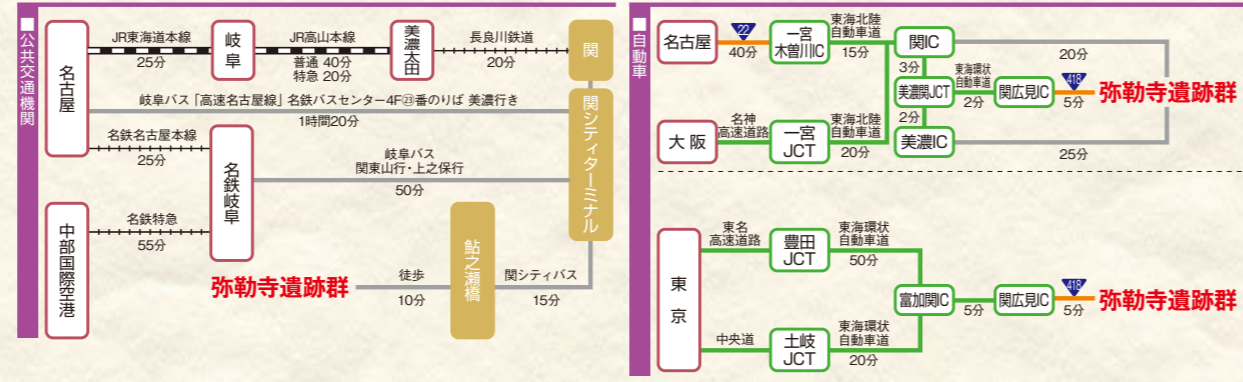 ■公共交通機関
名古屋
JR東海道本線
25分
岐阜
JR高山本線
普通 40分
特急 20分
美濃太田
長良川鉄道
20分
関
岐阜バス「高速名古屋線」名鉄バスセンター4F㉓番のりば 美濃行き
1時間20分
関シティターミナル
名鉄名古屋本線
25分
名鉄岐阜
岐阜バス
関東山行・上之保行
50分
中部国際空港
名鉄特急
55分
弥勒寺遺跡群
徒歩
10分
鮎之瀬橋
関シティバス
15分
■自動車
名古屋
22
40分
一宮
木曽川IC
東海北陸
自動車道
15分
関IC
20分
3分
美濃関JCT
東海環状
自動車道
2分
関広見IC
418
5分
弥勒寺遺跡群
2分
大阪
名神
高速道路
一宮
JCT
東海北陸
自動車道
20分
美濃IC
25分
東京
東名
高速道路
豊田
JCT
東海環状
自動車道
50分
富加関IC
5分
関広見IC
418
5分
弥勒寺遺跡群
中央道
土岐
JCT
東海環状
自動車道
20分